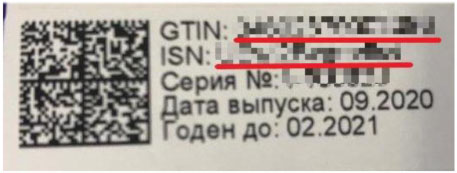 GTIN:
ISN:
Серия №:
Дата выпуска: 09.2020
Годен до: 02.2021